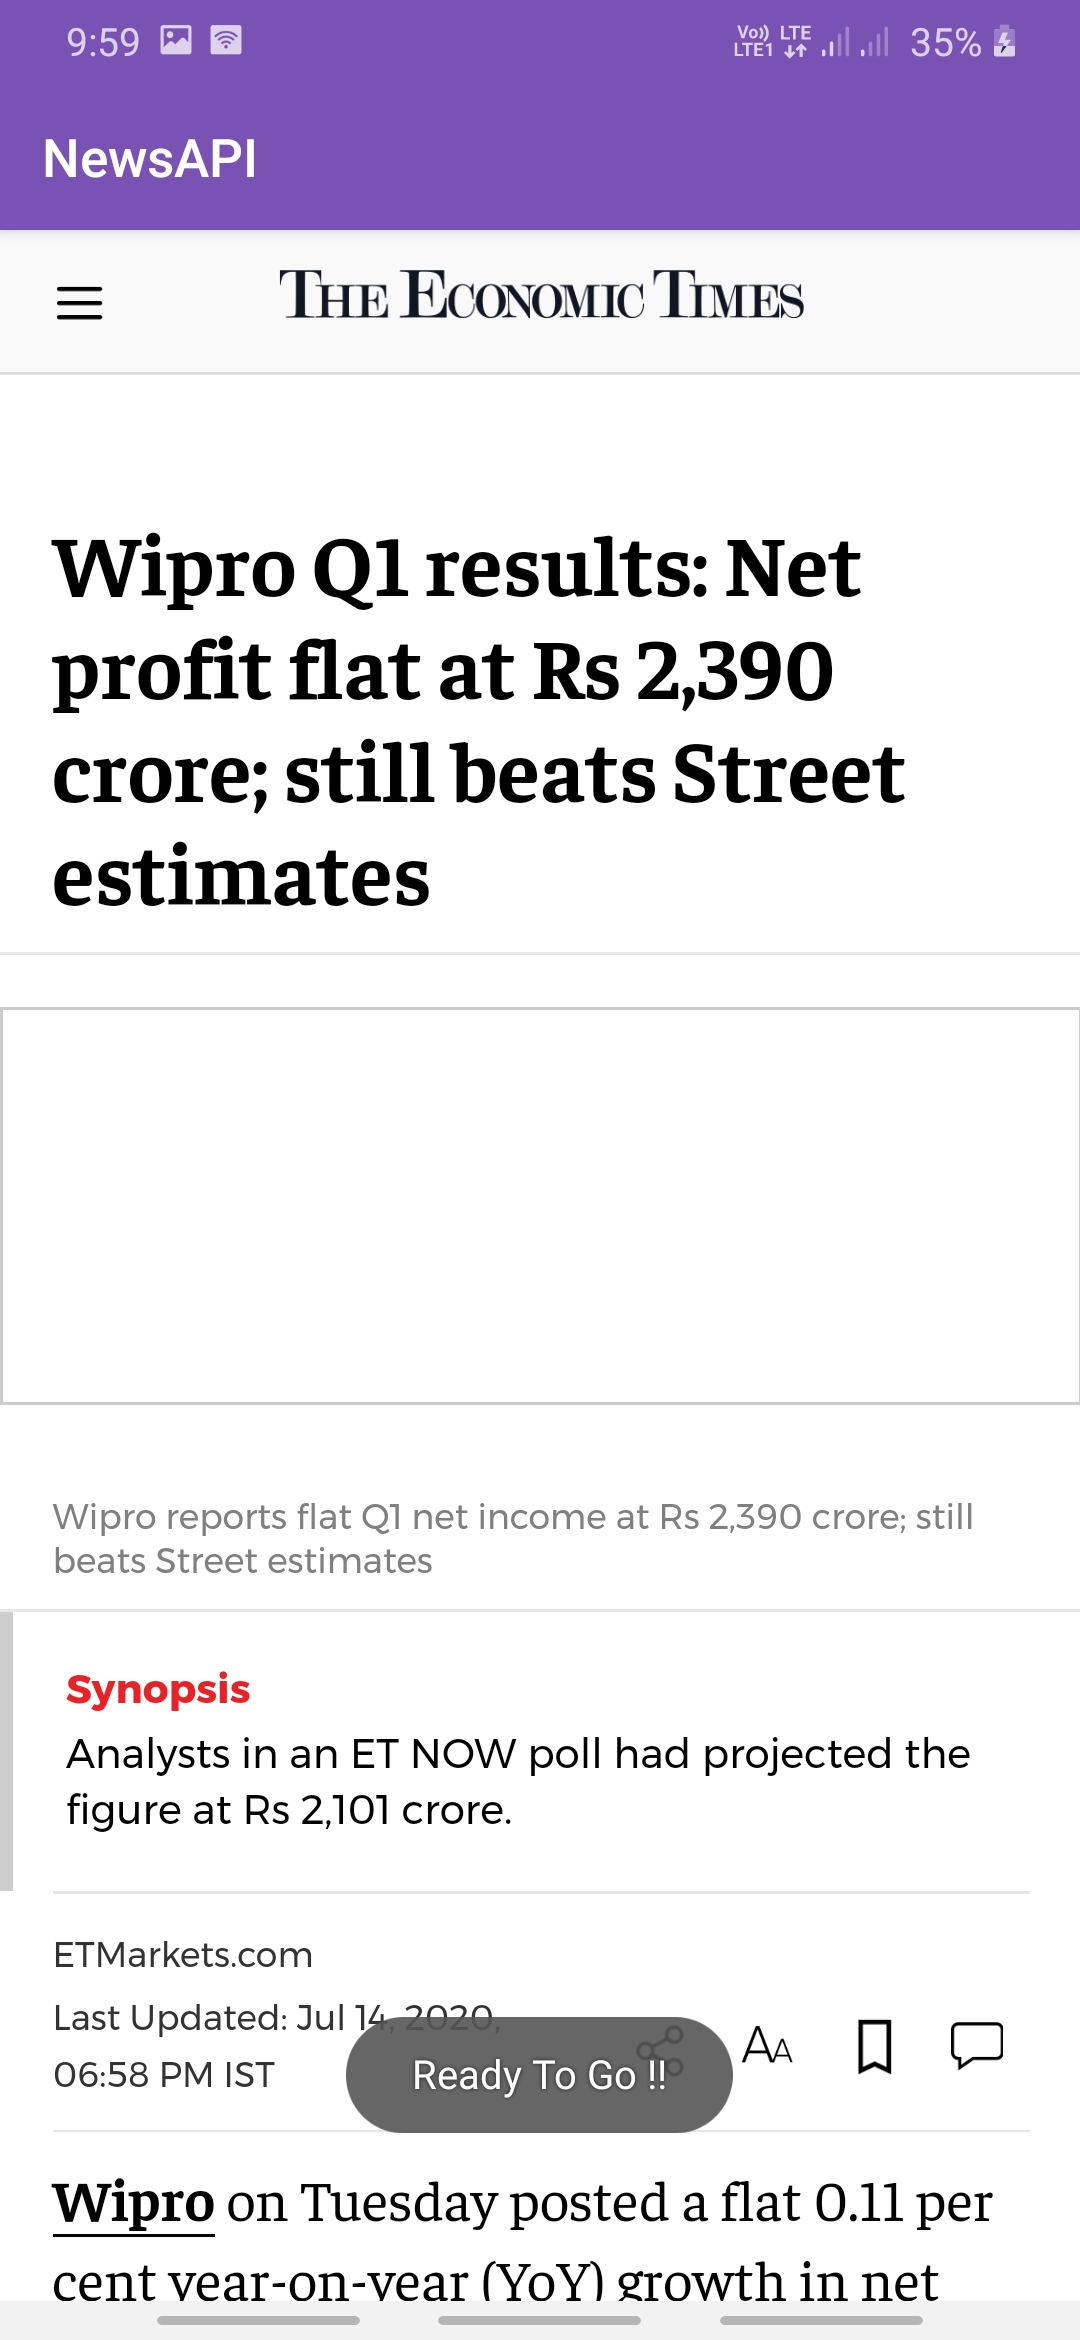 9:59 Vo)) LTE LTE1 35%
NewsAPI
THE ECONOMIC TIMES
Wipro Q1 results: Net
profit flat at Rs 2,390
crore; still beats Street
estimates
Wipro reports flat Q1 net income at Rs 2,390 crore; still
beats Street estimates
Synopsis
Analysts in an ET NOW poll had projected the
figure at Rs 2,101 crore.
ETMarkets.com
Last Updated: Jul 14, 2020,
06:58 PM IST
Ready To Go !!
AA
Wipro on Tuesday posted a flat 0.11 per
cent year-on-year (YoY) growth in net